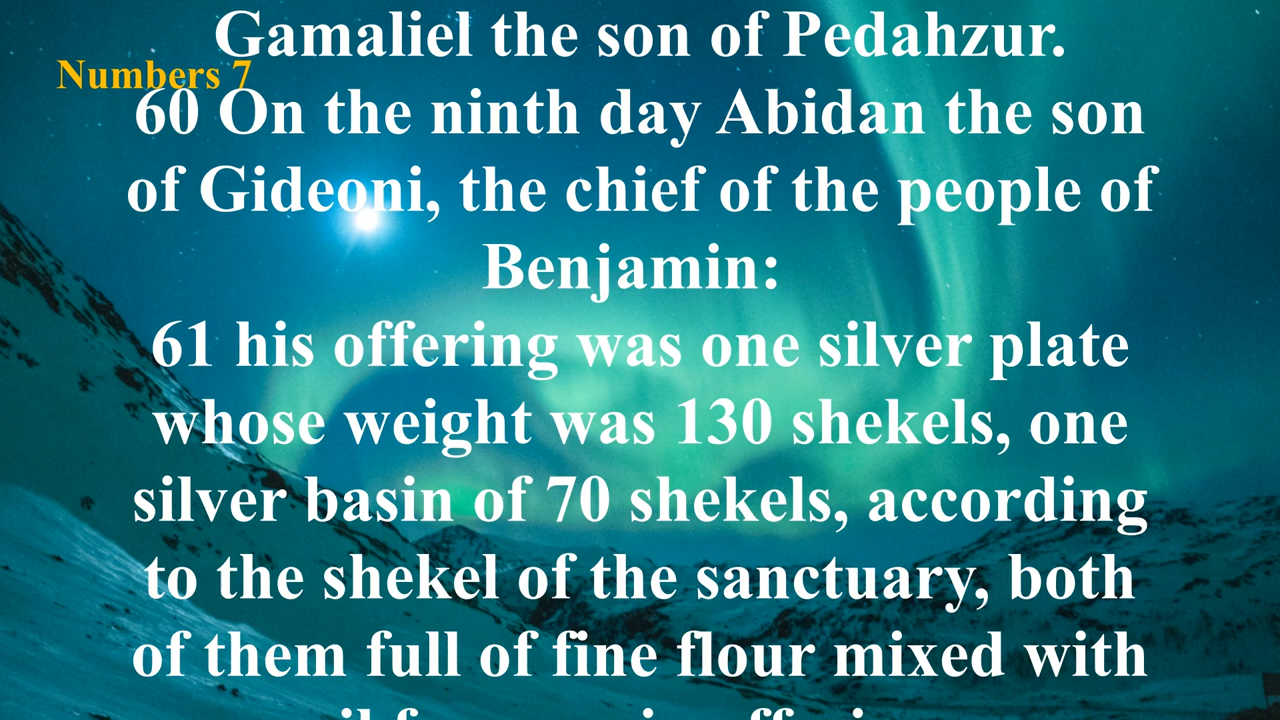 Gamaliel the son of Pedahzur.
Numbers 7
60 On the ninth day Abidan the son
of Gideoni, the chief of the people of
Benjamin:
61 his offering was one silver plate
whose weight was 130 shekels, one
silver basin of 70 shekels, according
to the shekel of the sanctuary, both
of them full of fine flour mixed with